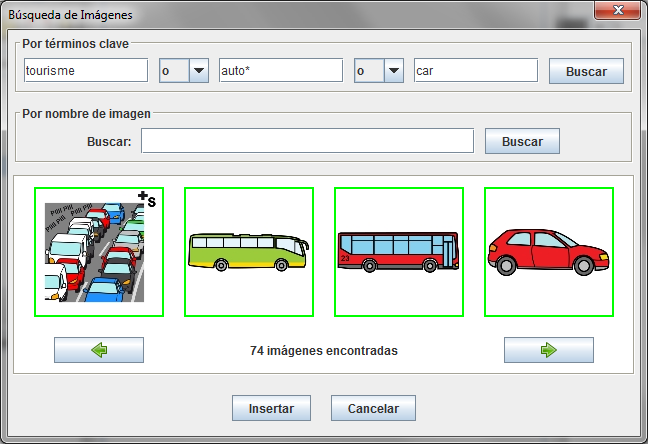 Búsqueda de Imágenes
Por términos clave
tourisme o auto* o car Buscar
Por nombre de imagen
Buscar: Buscar
+s
Piii Piii
Piii Piii
23
74 imágenes encontradas
Insertar Cancelar